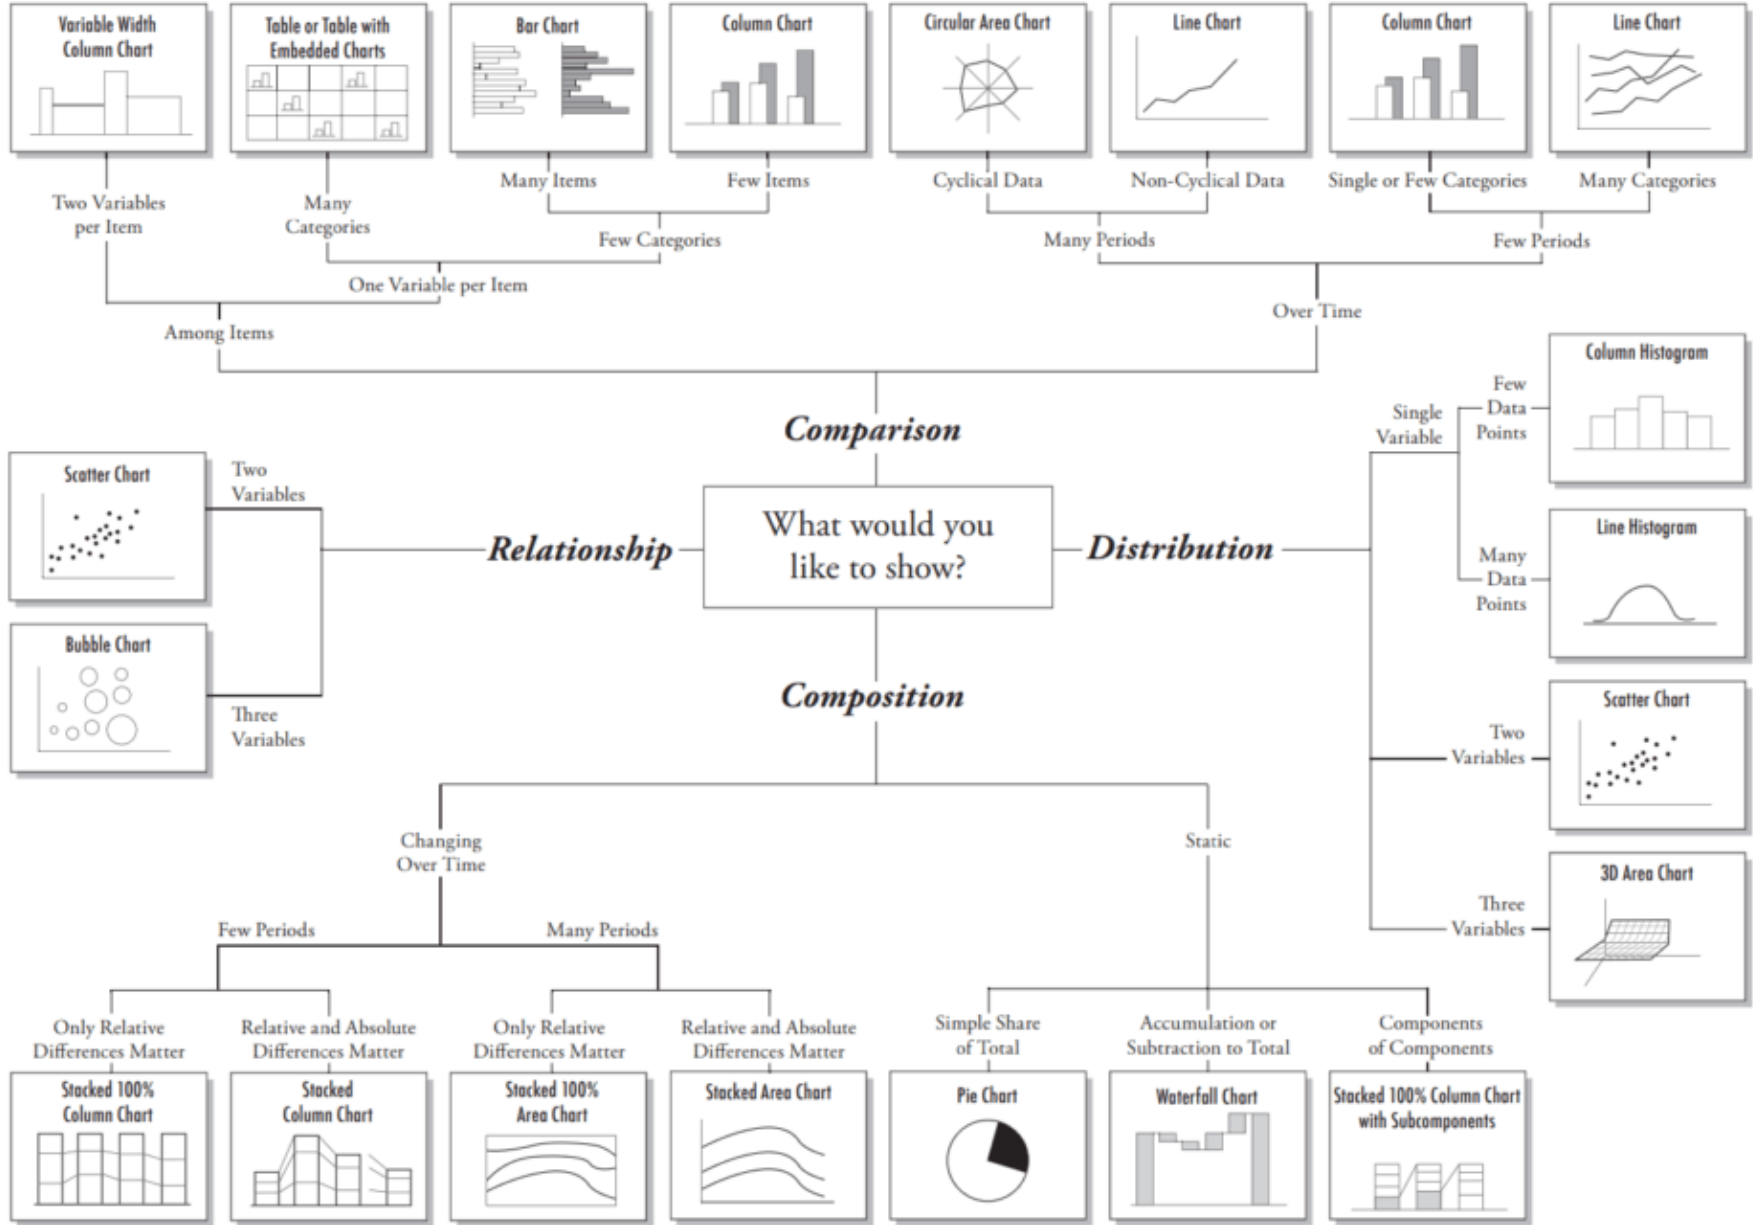 Variable Width
Column Chart
Table or Table with
Embedded Charts
Bar Chart
Column Chart
Circular Area Chart
Line Chart
Column Chart
Line Chart
Two Variables
per Item
Many
Categories
Many Items
Few Items
Cyclical Data
Non-Cyclical Data
Single or Few Categories
Many Categories
Few Categories
Many Periods
Few Periods
One Variable per Item
Over Time
Among Items
Comparison
What would you
like to show?
Relationship
Two
Variables
Scatter Chart
Three
Variables
Bubble Chart
Distribution
Single
Variable
Few
Data
Points
Column Histogram
Many
Data
Points
Line Histogram
Two
Variables
Scatter Chart
Three
Variables
3D Area Chart
Composition
Changing
Over Time
Static
Few Periods
Many Periods
Only Relative
Differences Matter
Relative and Absolute
Differences Matter
Only Relative
Differences Matter
Relative and Absolute
Differences Matter
Simple Share
of Total
Accumulation or
Subtraction to Total
Components
of Components
Stacked 100%
Column Chart
Stacked
Column Chart
Stacked 100%
Area Chart
Stacked Area Chart
Pie Chart
Waterfall Chart
Stacked 100% Column Chart
with Subcomponents